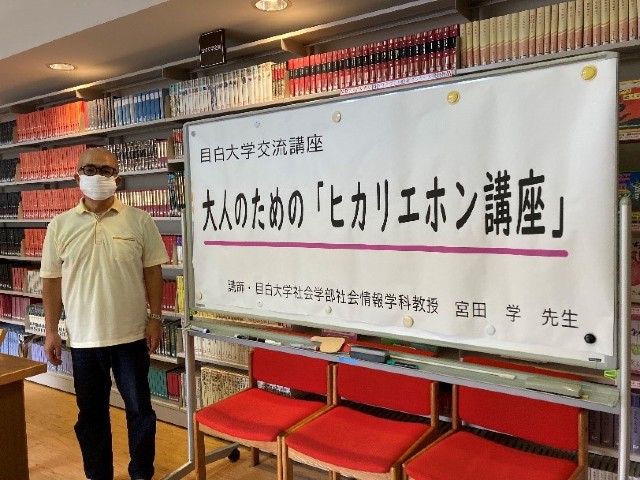 目白大学交流講座
大人のための「ヒカリエホン講座」
講師・目白大学社会学部社会情報学科教授 宮田 学 先生